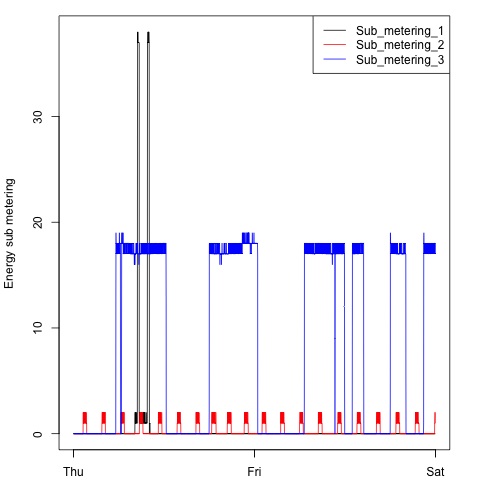 Sub_metering_1
Sub_metering_2
Sub_metering_3
Energy sub metering
30
20
10
0
Thu
Fri
Sat